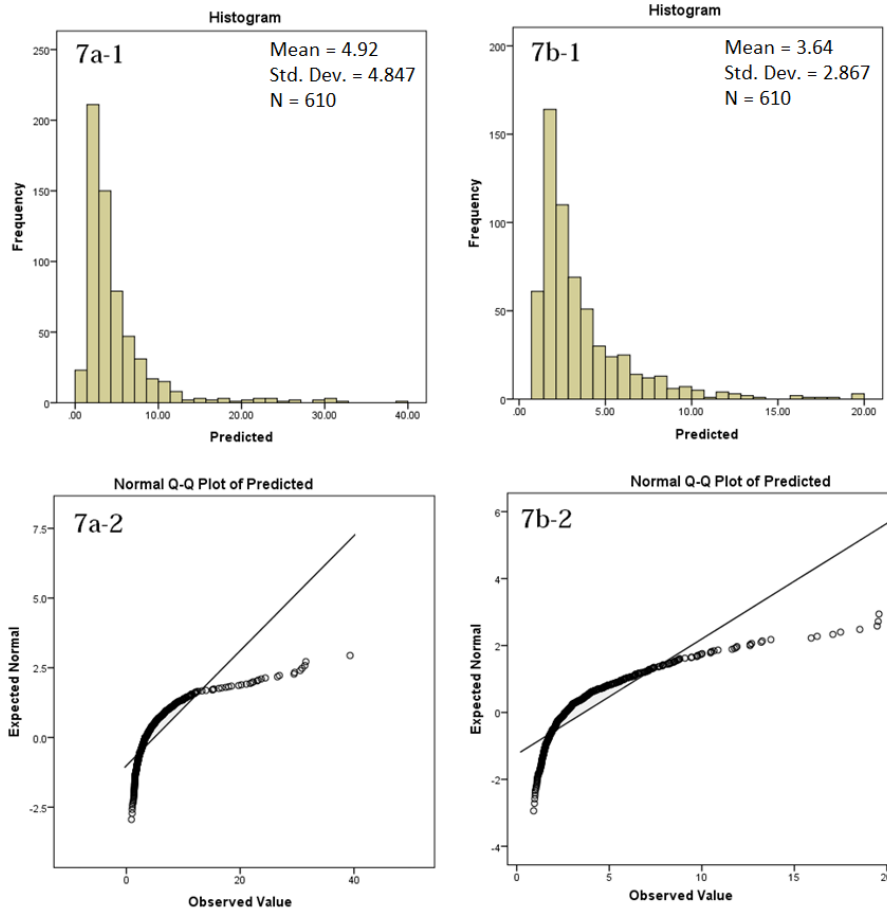 Histogram
7a-1
Mean = 4.92
Std. Dev. = 4.847
N = 610
Frequency
250
200
150
100
50
0
.00 10.00 20.00 30.00 40.00
Predicted
Histogram
7b-1
Mean = 3.64
Std. Dev. = 2.867
N = 610
Frequency
200
150
100
50
0
.00 5.00 10.00 15.00 20.00
Predicted
Normal Q-Q Plot of Predicted
7a-2
Expected Normal
7.5
5.0
2.5
0.0
-2.5
0 20 40
Observed Value
Normal Q-Q Plot of Predicted
7b-2
Expected Normal
6
4
2
0
-2
-4
0 5 10 15 20
Observed Value